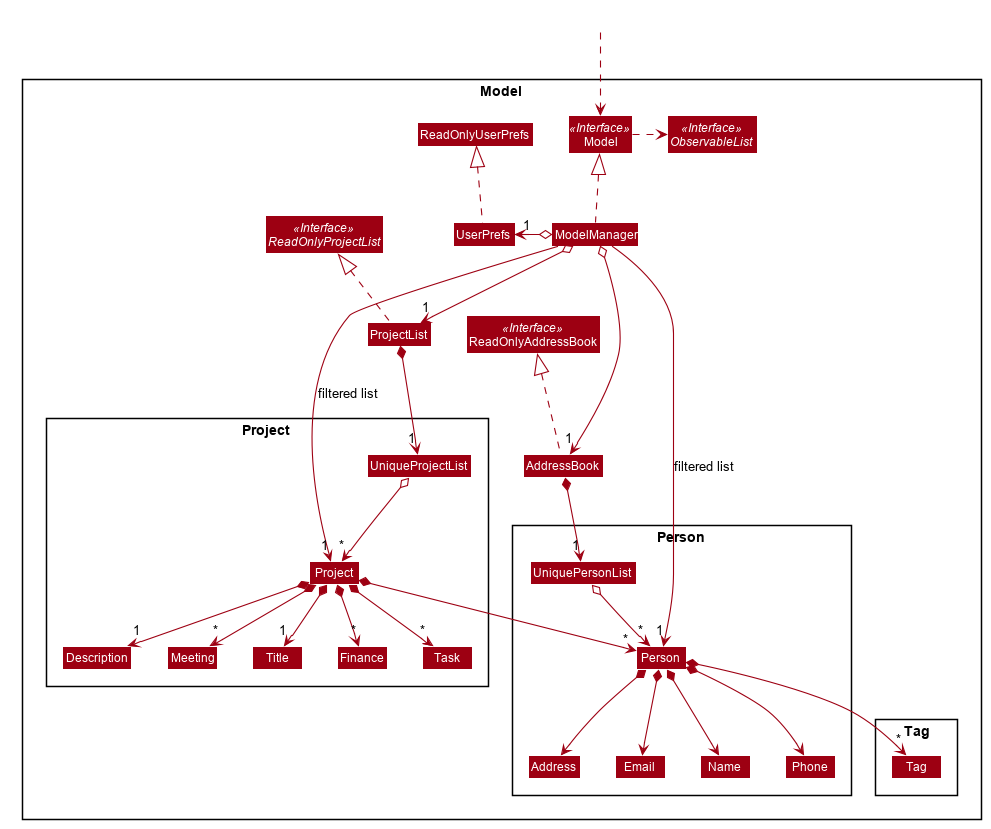 Model
«Interface»
Model
«Interface»
ObservableList
ReadOnlyUserPrefs
«Interface»
ReadOnlyProjectList
UserPrefs
1
ModelManager
1
ProjectList
«Interface»
ReadOnlyAddressBook
filtered list
Project
1
UniqueProjectList
1
AddressBook
filtered list
Person
1
*
Project
1
UniquePersonList
1
*
1
*
*
*
*
1
Description
Meeting
Title
Finance
Task
Person
Tag
*
Address
Email
Name
Phone
Tag